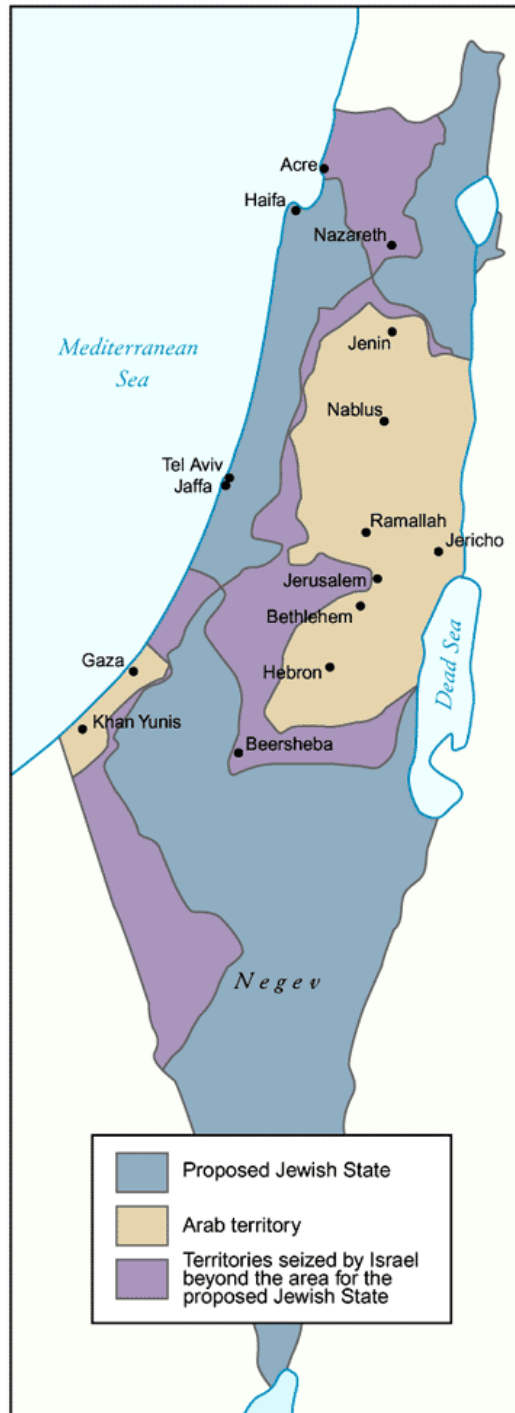 Acre
Haifa
Nazareth
Mediterranean
Sea
Jenin
Nablus
Tel Aviv
Jaffa
Ramallah
Jericho
Jerusalem
Bethlehem
Gaza
Hebron
Dead Sea
Khan Yunis
Beersheba
Negev
Proposed Jewish State
Arab territory
Territories seized by Israel
beyond the area for the
proposed Jewish State